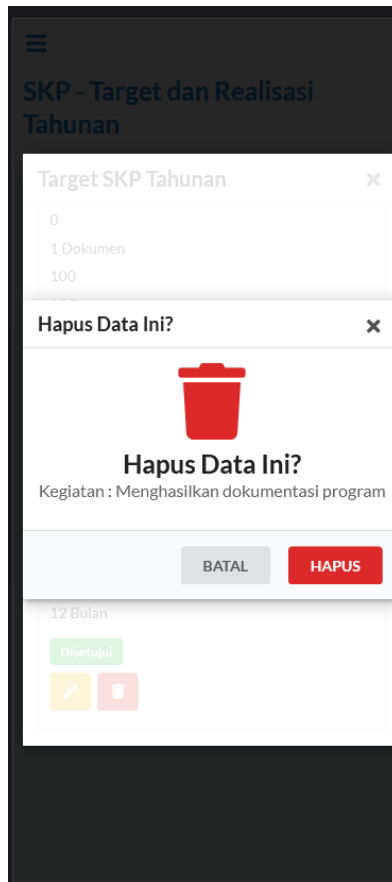 SKP - Target dan Realisasi
Tahunan
Target SKP Tahunan
0
1 Dokumen
100
Hapus Data Ini?
Hapus Data Ini?
Kegiatan : Menghasilkan dokumentasi program
BATAL
HAPUS
12 Bulan
Disetujui